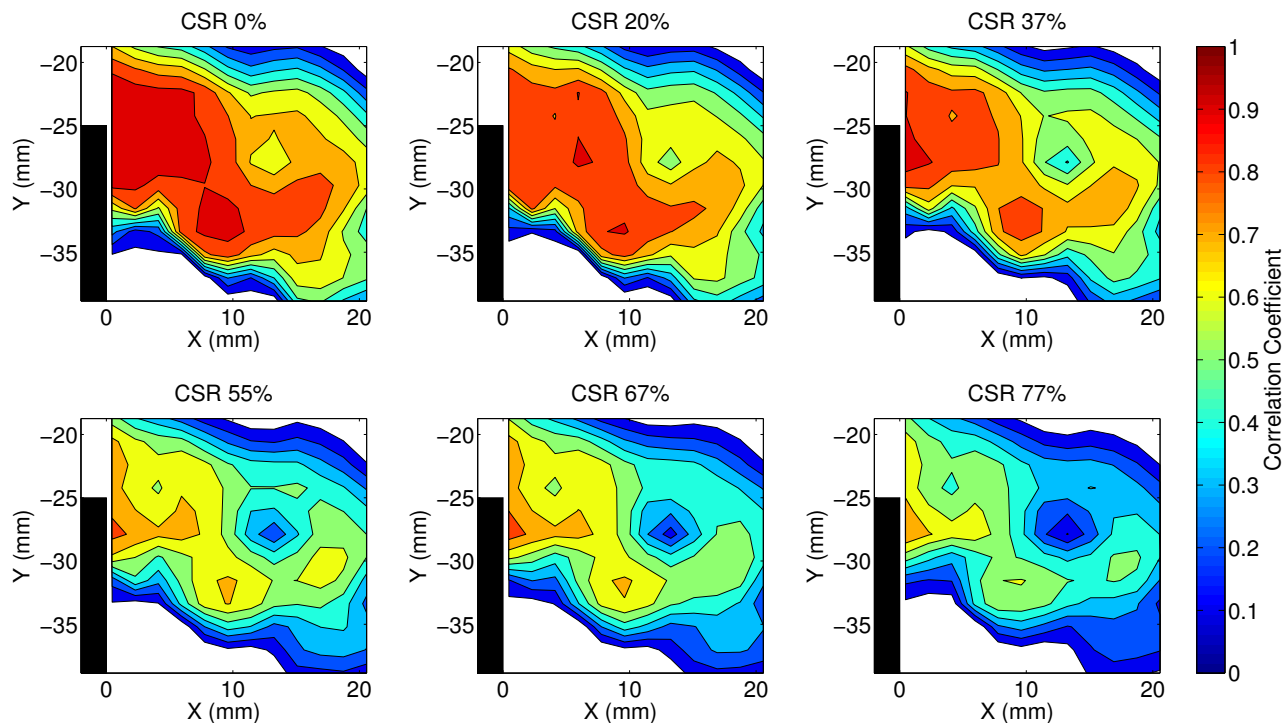 CSR 0%
CSR 20%
CSR 37%
−20
−25
−30
−35
Y (mm)
0
10
20
X (mm)
−20
−25
−30
−35
Y (mm)
0
10
20
X (mm)
−20
−25
−30
−35
Y (mm)
0
10
20
X (mm)
1
0.9
0.8
0.7
0.6
0.5
0.4
0.3
0.2
0.1
0
Correlation Coefficient
CSR 55%
CSR 67%
CSR 77%
−20
−25
−30
−35
Y (mm)
0
10
20
X (mm)
−20
−25
−30
−35
Y (mm)
0
10
20
X (mm)
−20
−25
−30
−35
Y (mm)
0
10
20
X (mm)